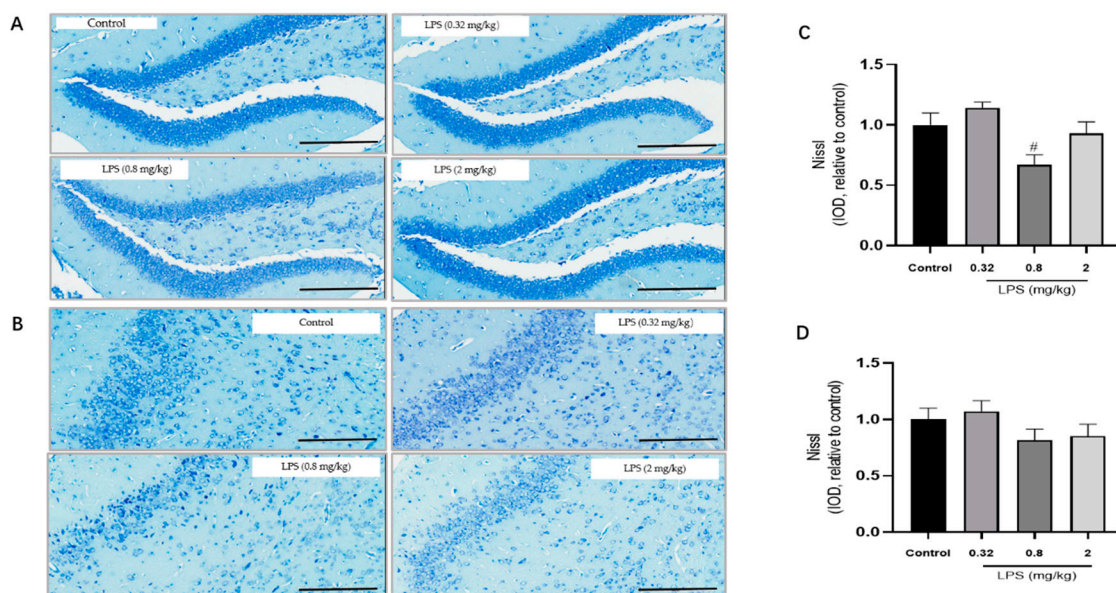 A
Control
LPS (0.32 mg/kg)
LPS (0.8 mg/kg)
LPS (2 mg/kg)
B
Control
LPS (0.32 mg/kg)
LPS (0.8 mg/kg)
LPS (2 mg/kg)
C
Nissl
(IOD, relative to control)
1.5
1.0
0.5
0.0
#
Control 0.32 0.8 2
LPS (mg/kg)
D
Nissl
(IOD, relative to control)
1.5
1.0
0.5
0.0
Control 0.32 0.8 2
LPS (mg/kg)